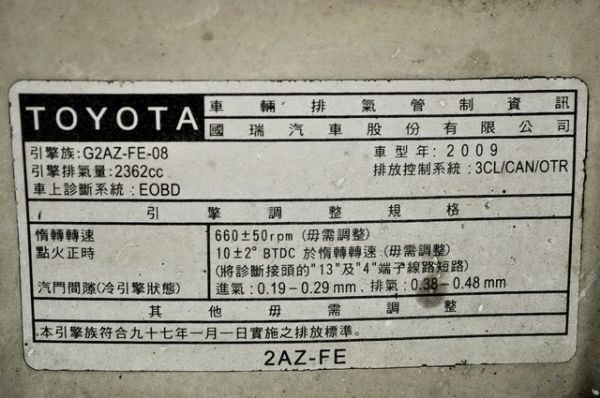 TOYOTA
車輛排氣管制資訊
國瑞汽車股份有限公司
引擎族:G2AZ-FE-08
車型年:2009
引擎排氣量:2362cc
排放控制系統:3CL/CAN/OTR
車上診斷系統:EOBD
引擎調整規格
惰轉轉速 660±50rpm (毋需調整)
點火正時 10±2° BTDC 於惰轉轉速(毋需調整)
(將診斷接頭的"13"及"4"端子線路短路)
汽門間隙(冷引擎狀態) 進氣:0.19-0.29 mm,排氣:0.38-0.48 mm
其他毋需調整
本引擎族符合九十七年一月一日實施之排放標準。
2AZ-FE